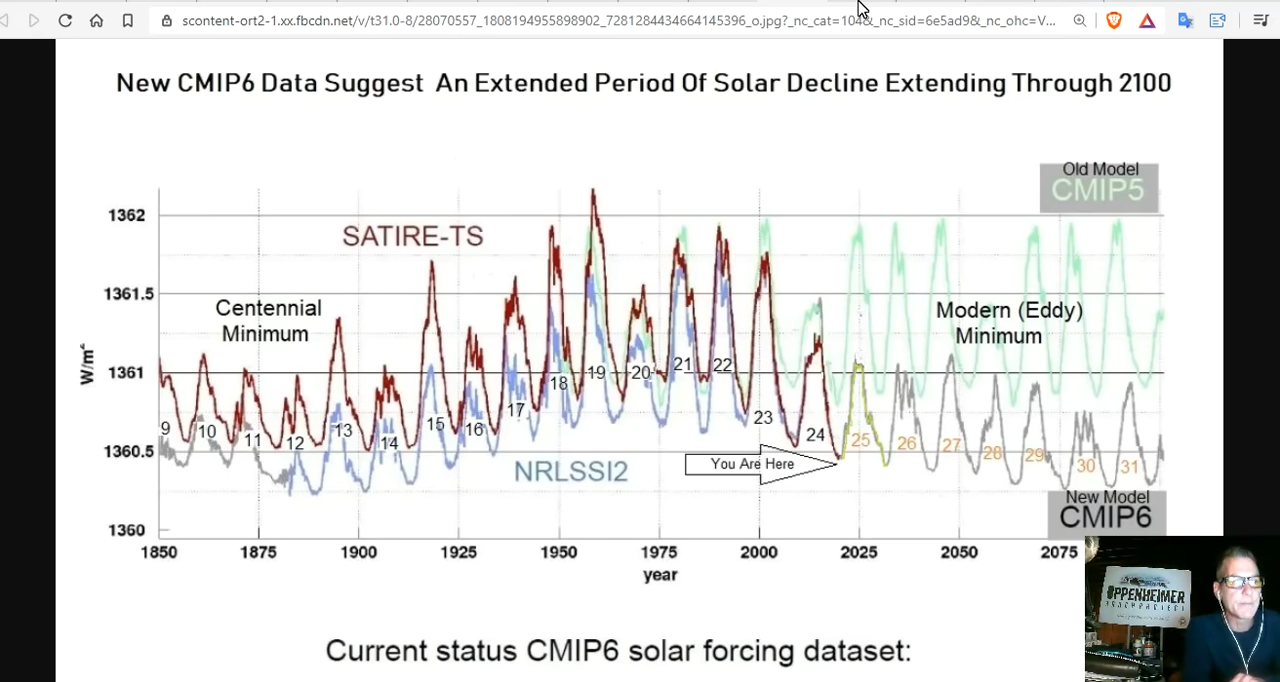 scontent-ort2-1.xx.fbcdn.net/v/t31.0-8/28070557_1808194955898902_7281284434664145396_o.jpg?_nc_cat=104&_nc_sid=6e5ad9&_nc_ohc=V...
New CMIP6 Data Suggest An Extended Period Of Solar Decline Extending Through 2100
Old Model
CMIP5
1362
SATIRE-TS
1361.5
Centennial
Minimum
Modern (Eddy)
Minimum
W/m²
1361
9 10 11 12 13 14 15 16 17 18 19 20 21 22 23 24 25 26 27 28 29 30 31
1360.5
You Are Here
NRLSSI2
New Model
CMIP6
1360
1850 1875 1900 1925 1950 1975 2000 2025 2050 2075
year
OPPENHEIMER
RANCH PROJECT
Current status CMIP6 solar forcing dataset: